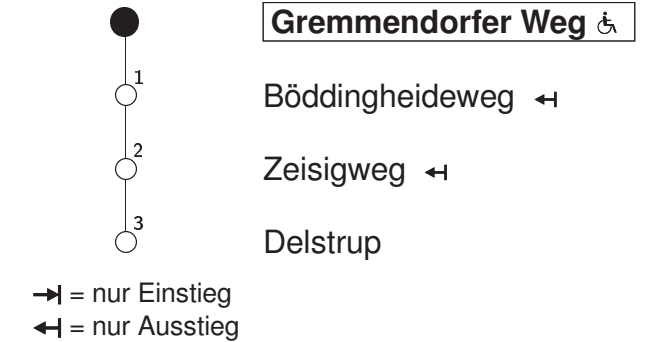 Gremmendorfer Weg
1 Böddingheideweg
2 Zeisigweg
3 Delstrup
= nur Einstieg
= nur Ausstieg